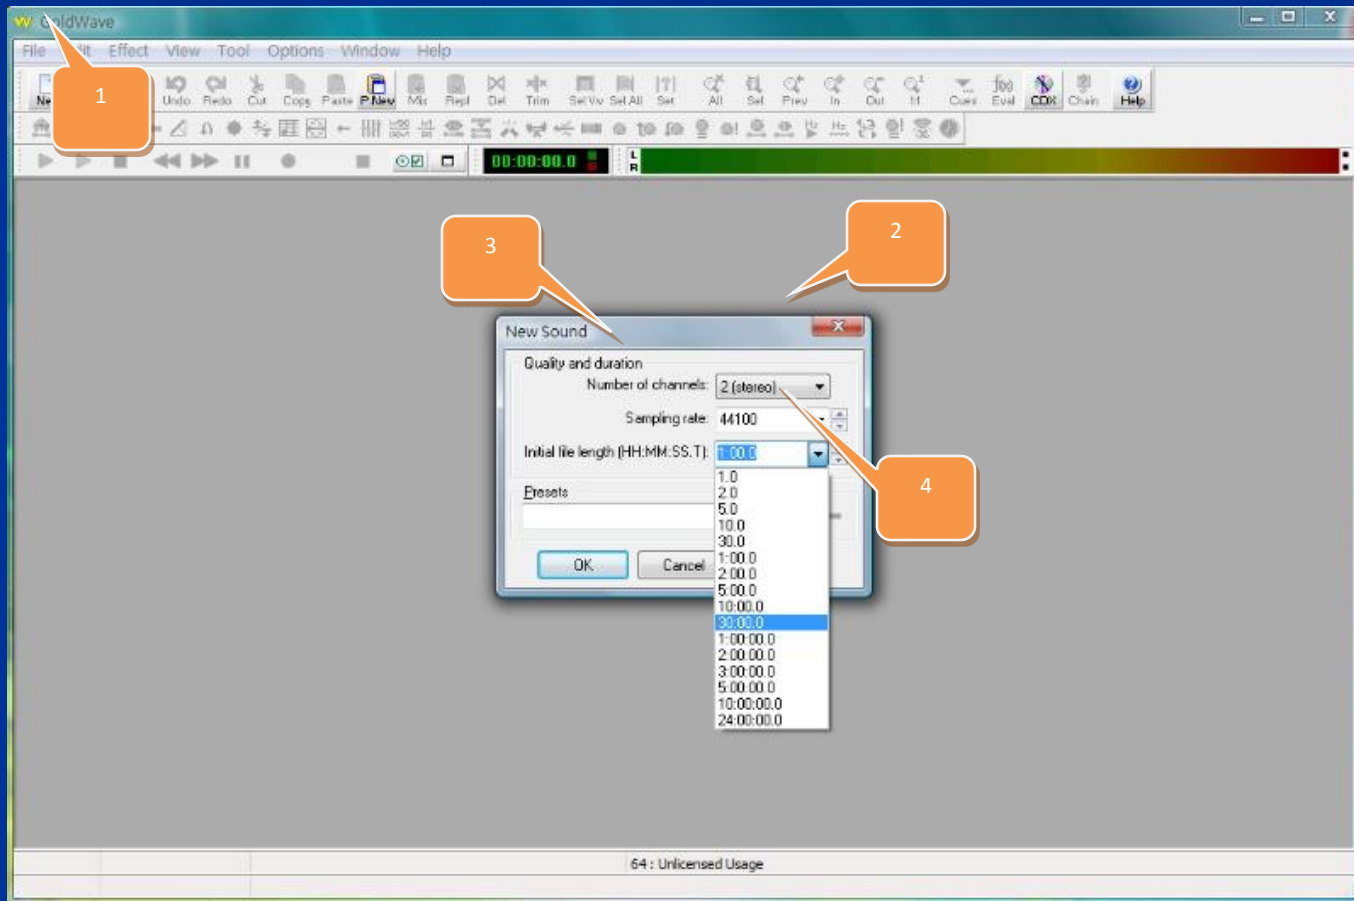 GoldWave
File Edit Effect View Tool Options Window Help
1
Undo Redo Cut Copy Paste P.New Mix Repl Del Trim Sel Vw Sel All Set All Sel Prev In Out 1:1 Cues Eval CDX Chain Help
00:00:00.0
L
R
3
2
New Sound
Quality and duration
Number of channels: 2 (stereo)
Sampling rate: 44100
Initial file length (HH:MM:SS.T): 1:00.0
1.0
2.0
5.0
10.0
30.0
1:00.0
2:00.0
5:00.0
10:00.0
30:00.0
1:00:00.0
2:00:00.0
3:00:00.0
5:00:00.0
10:00:00.0
24:00:00.0
4
Presets
OK Cancel
64 : Unlicensed Usage